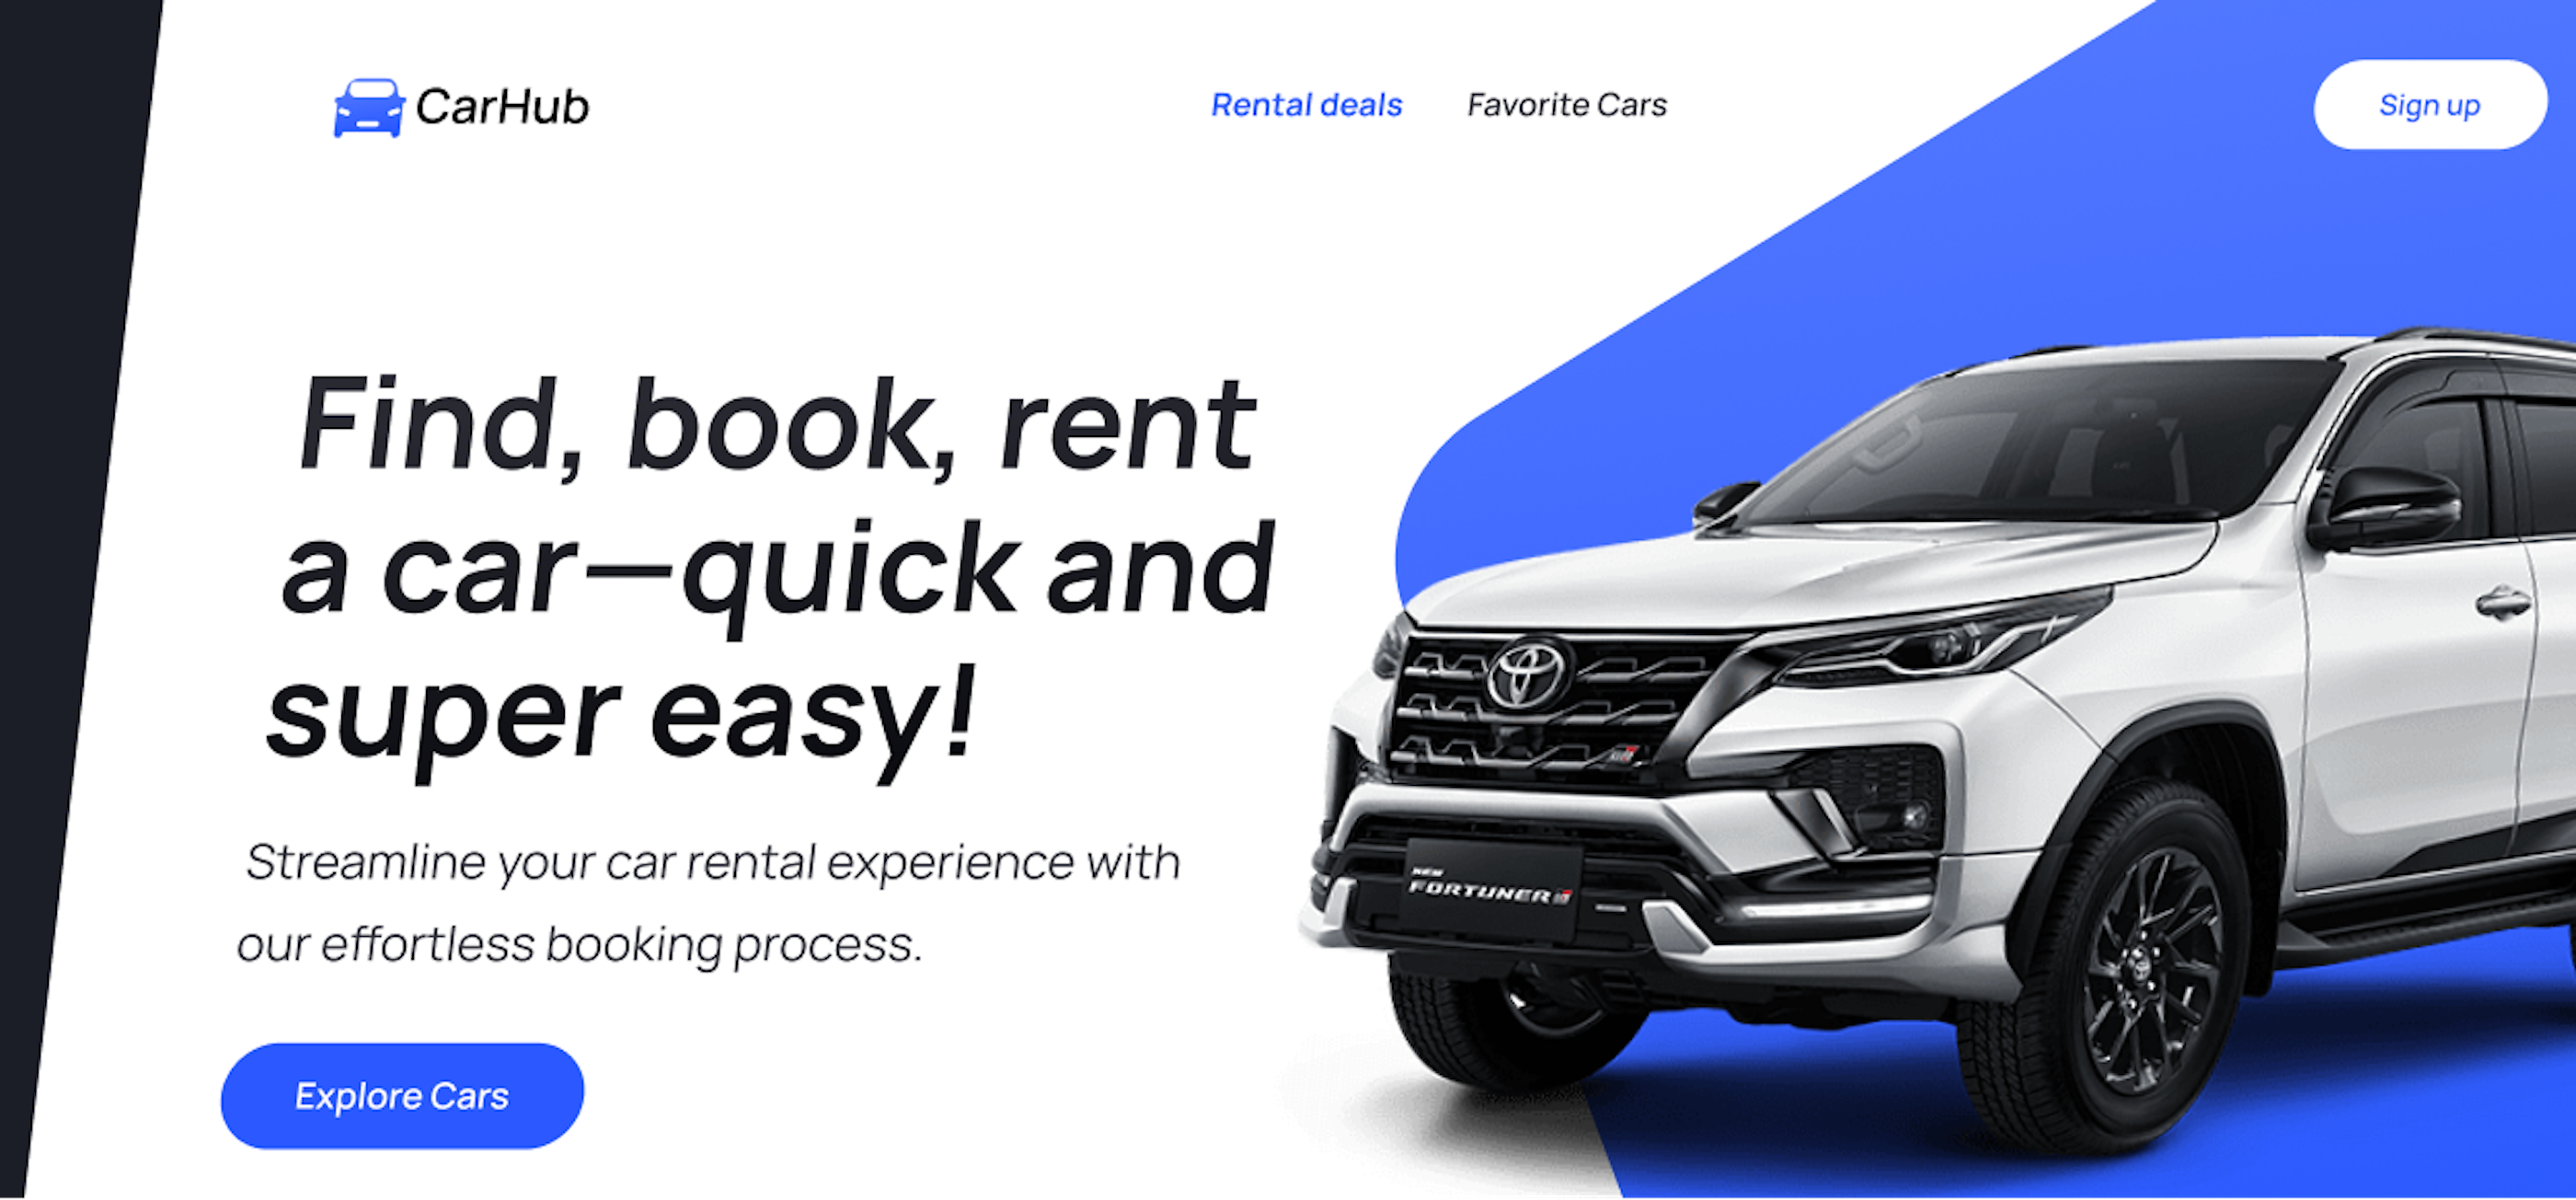 CarHub
Rental deals
Favorite Cars
Sign up
Find, book, rent
a car—quick and
super easy!
Streamline your car rental experience with
our effortless booking process.
Explore Cars
NEW
FORTUNER